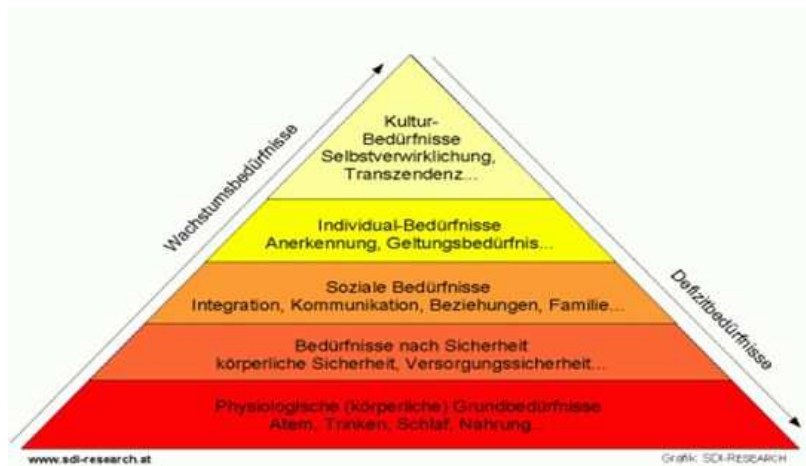 Kultur-
Bedürfnisse
Selbstverwirklichung,
Transzendenz...
Individual-Bedürfnisse
Anerkennung, Geltungsbedürfnis...
Soziale Bedürfnisse
Integration, Kommunikation, Beziehungen, Familie...
Bedürfnisse nach Sicherheit
körperliche Sicherheit, Versorgungssicherheit...
Physiologische (körperliche) Grundbedürfnisse
Atem, Trinken, Schlaf, Nahrung...
Wachstumsbedürfnisse
Defizitbedürfnisse
www.sdi-research.at
Grafik: SDI-RESEARCH